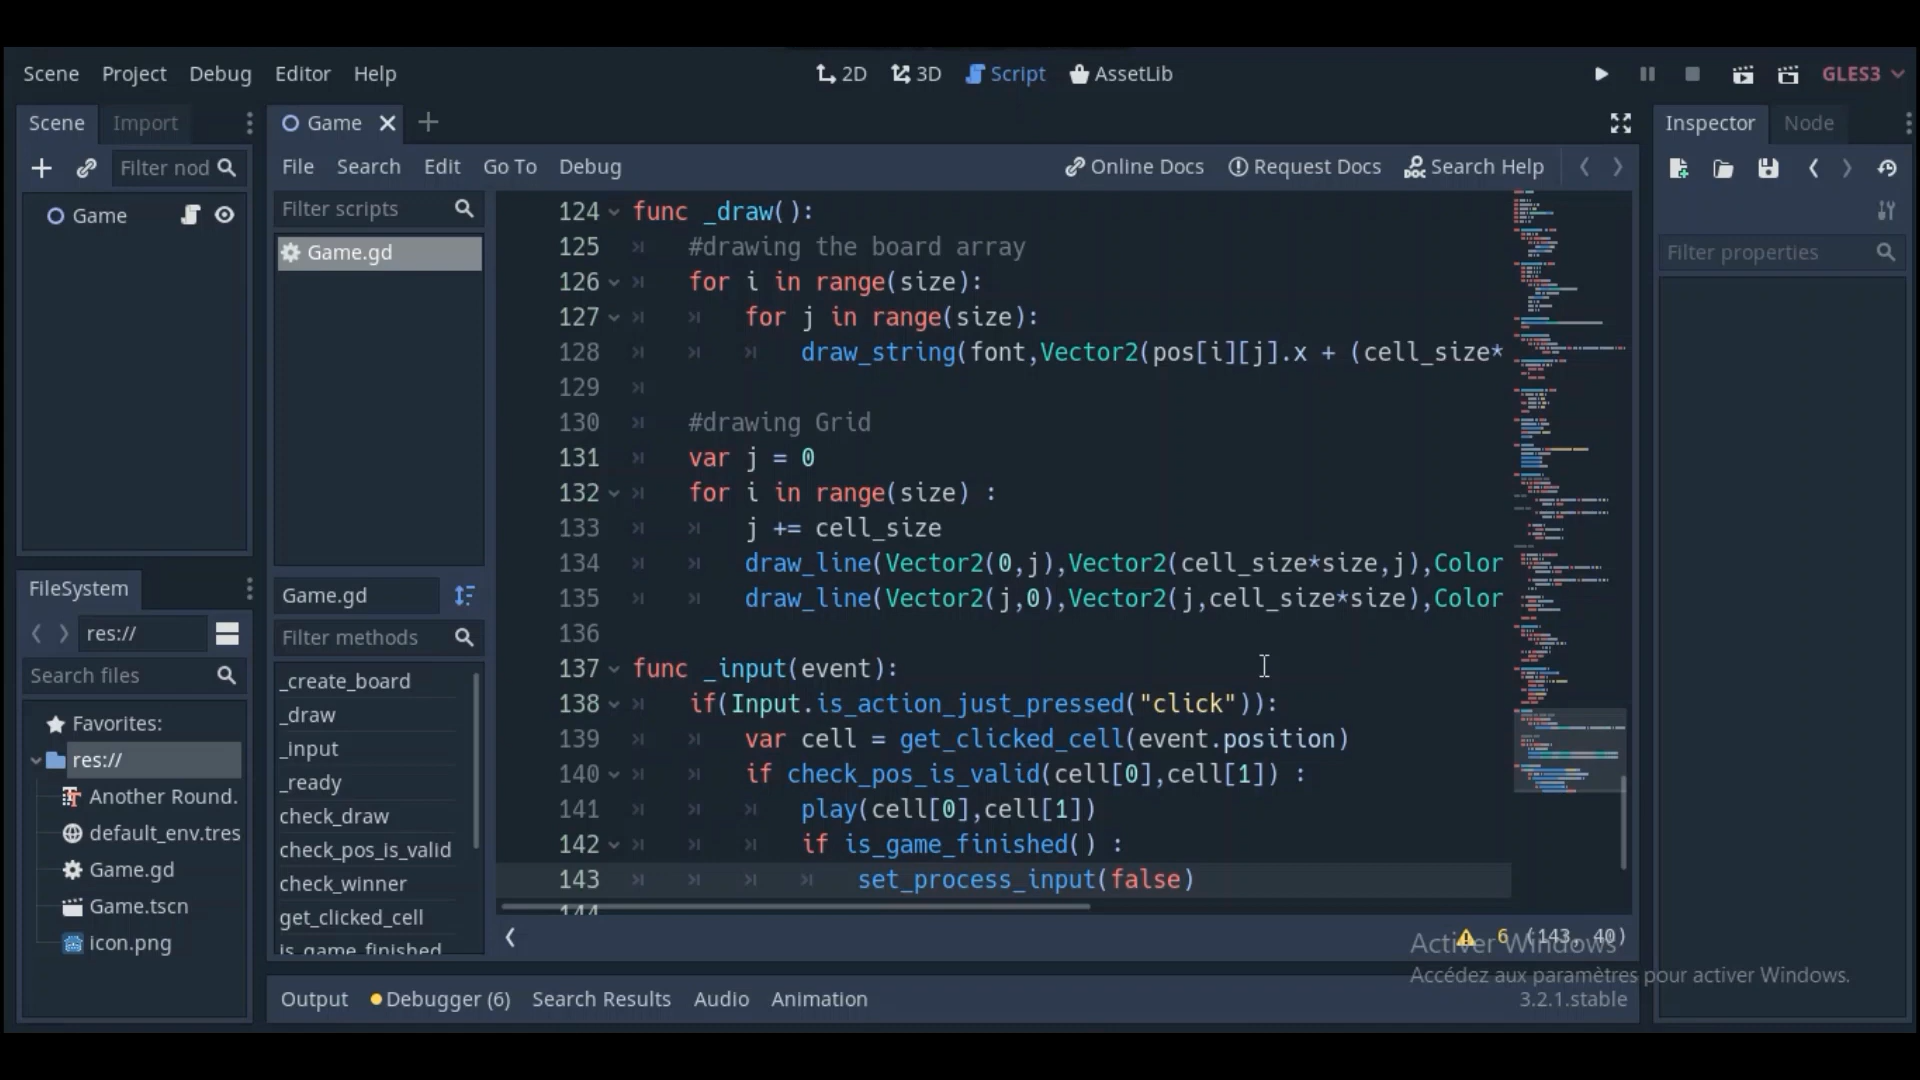 Scene Project Debug Editor Help
2D 3D Script AssetLib
GLES3
Scene Import
Game
Inspector Node
Filter nod
File Search Edit Go To Debug
Online Docs Request Docs Search Help
Game
Filter scripts
Game.gd
Filter properties
124 func _draw():
125 #drawing the board array
126 for i in range(size):
127 for j in range(size):
128 draw_string(font,Vector2(pos[i][j].x + (cell_size*
129
130 #drawing Grid
131 var j = 0
132 for i in range(size) :
133 j += cell_size
134 draw_line(Vector2(0,j),Vector2(cell_size*size,j),Color
135 draw_line(Vector2(j,0),Vector2(j,cell_size*size),Color
136
137 func _input(event):
138 if(Input.is_action_just_pressed("click")):
139 var cell = get_clicked_cell(event.position)
140 if check_pos_is_valid(cell[0],cell[1]) :
141 play(cell[0],cell[1])
142 if is_game_finished() :
143 set_process_input(false)
144
FileSystem
res://
Search files
Favorites:
res://
Another Round.
default_env.tres
Game.gd
Game.tscn
icon.png
Game.gd
Filter methods
_create_board
_draw
_input
_ready
check_draw
check_pos_is_valid
check_winner
get_clicked_cell
is_game_finished
6 (143, 40)
Activer Windows
Accédez aux paramètres pour activer Windows.
Output Debugger (6) Search Results Audio Animation
3.2.1.stable